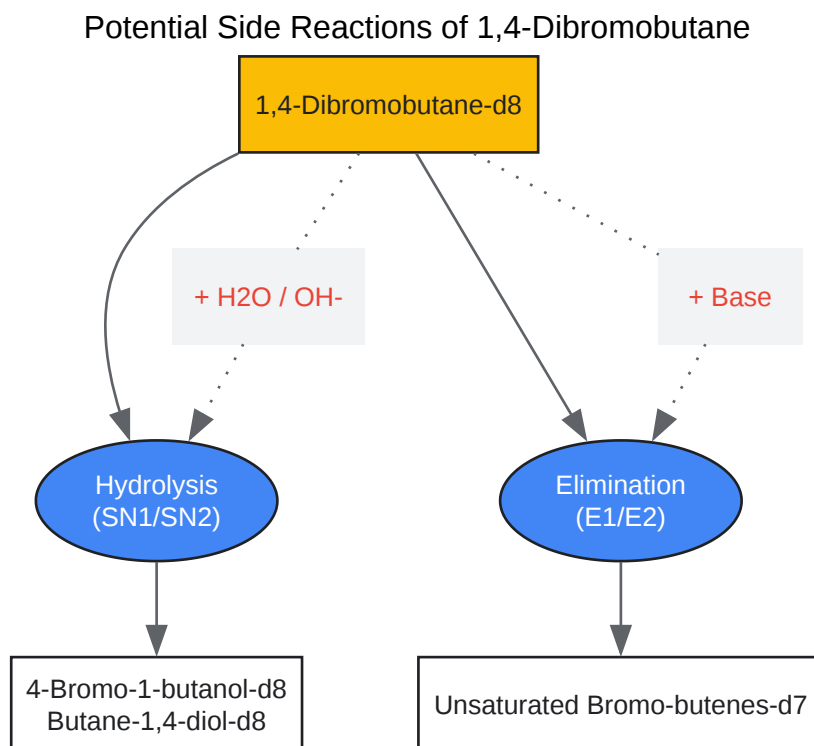 Potential Side Reactions of 1,4-Dibromobutane
1,4-Dibromobutane-d8
+ H2O / OH-
+ Base
Hydrolysis
(SN1/SN2)
Elimination
(E1/E2)
4-Bromo-1-butanol-d8
Butane-1,4-diol-d8
Unsaturated Bromo-butenes-d7